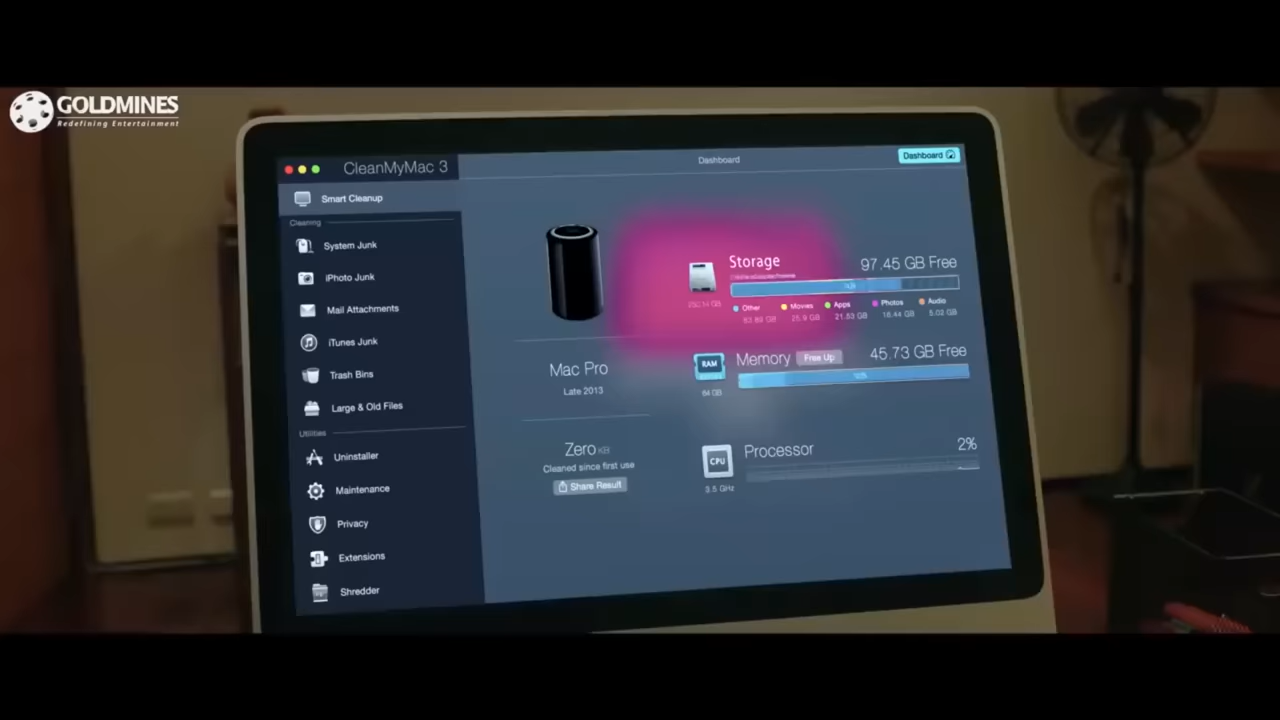 GOLDMINES
Redefining Entertainment
CleanMyMac 3
Dashboard
Dashboard
Smart Cleanup
Cleaning
System Junk
iPhoto Junk
Mail Attachments
iTunes Junk
Trash Bins
Large & Old Files
Utilities
Uninstaller
Maintenance
Privacy
Extensions
Shredder
Mac Pro
Late 2013
Zero KB
Cleaned since first use
Share Result
Storage
97.45 GB Free
Other Movies Apps Photos Audio
25.9 GB 21.53 GB 16.44 GB 5.02 GB
RAM
Memory Free Up 45.73 GB Free
64 GB
CPU
Processor 2%
3.5 GHz